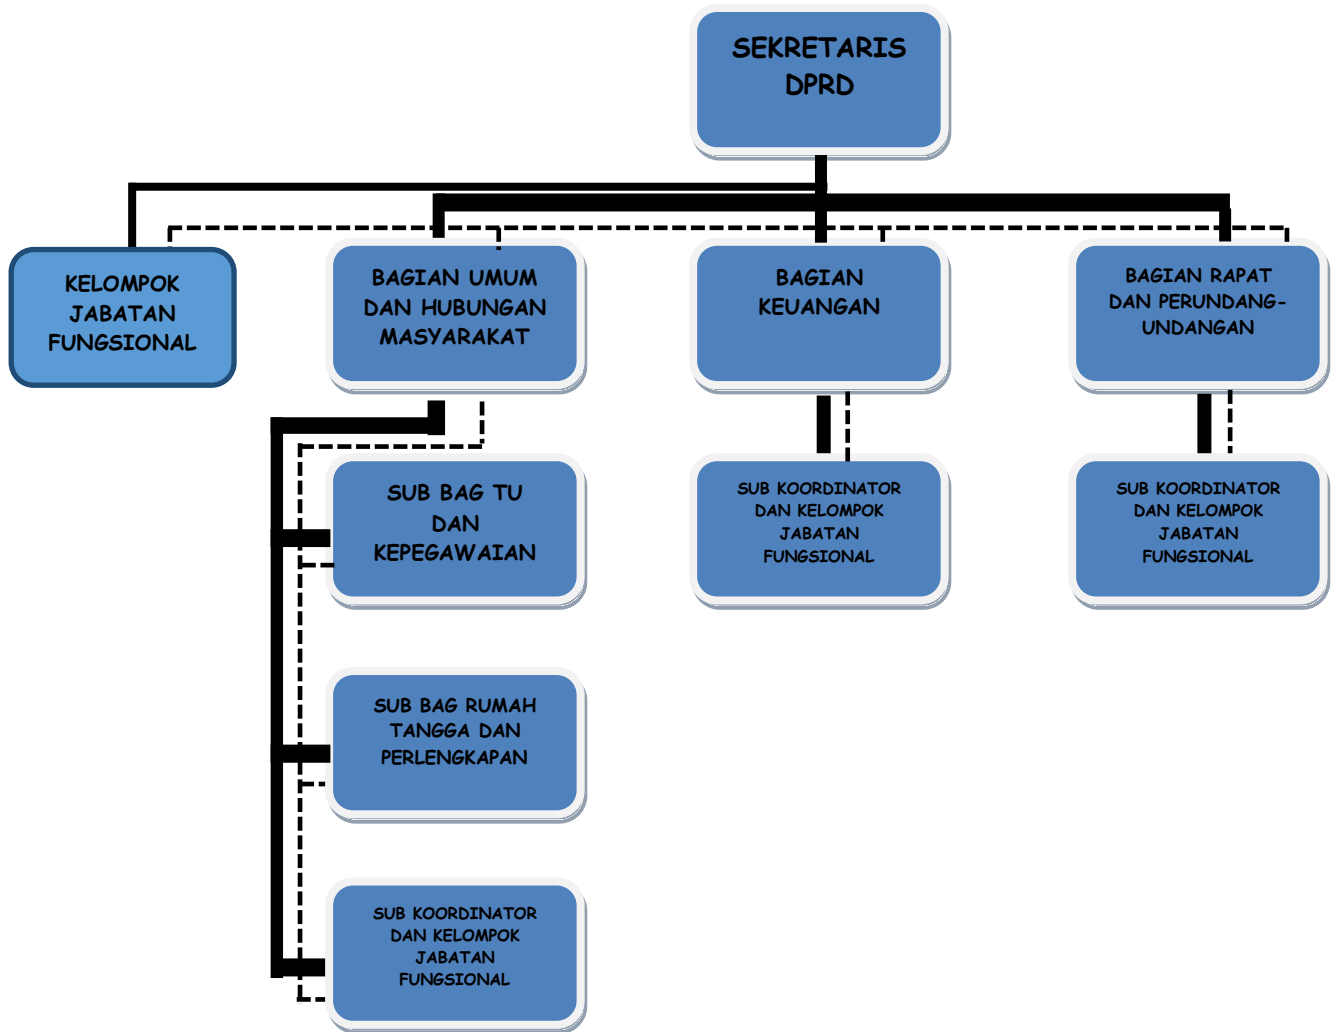 SEKRETARIS
DPRD
KELOMPOK
JABATAN
FUNGSIONAL
BAGIAN UMUM
DAN HUBUNGAN
MASYARAKAT
BAGIAN
KEUANGAN
BAGIAN RAPAT
DAN PERUNDANG-
UNDANGAN
SUB BAG TU
DAN
KEPEGAWAIAN
SUB KOORDINATOR
DAN KELOMPOK
JABATAN
FUNGSIONAL
SUB KOORDINATOR
DAN KELOMPOK
JABATAN
FUNGSIONAL
SUB BAG RUMAH
TANGGA DAN
PERLENGKAPAN
SUB KOORDINATOR
DAN KELOMPOK
JABATAN
FUNGSIONAL